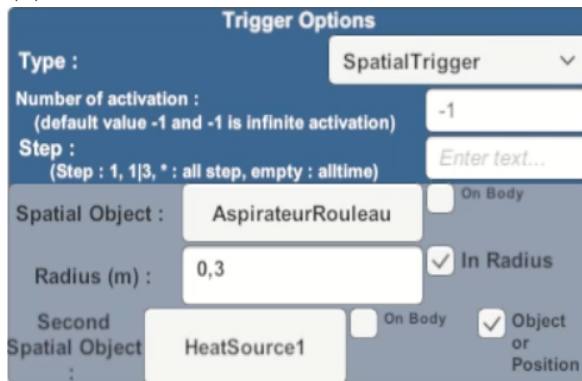 Trigger Options
Type :
SpatialTrigger
Number of activation :
(default value -1 and -1 is infinite activation)
-1
Step :
(Step : 1, 1|3, * : all step, empty : alltime)
Enter text...
Spatial Object :
AspirateurRouleau
On Body
Radius (m) :
0,3
In Radius
Second
Spatial Object
:
HeatSource1
On Body
Object
or
Position